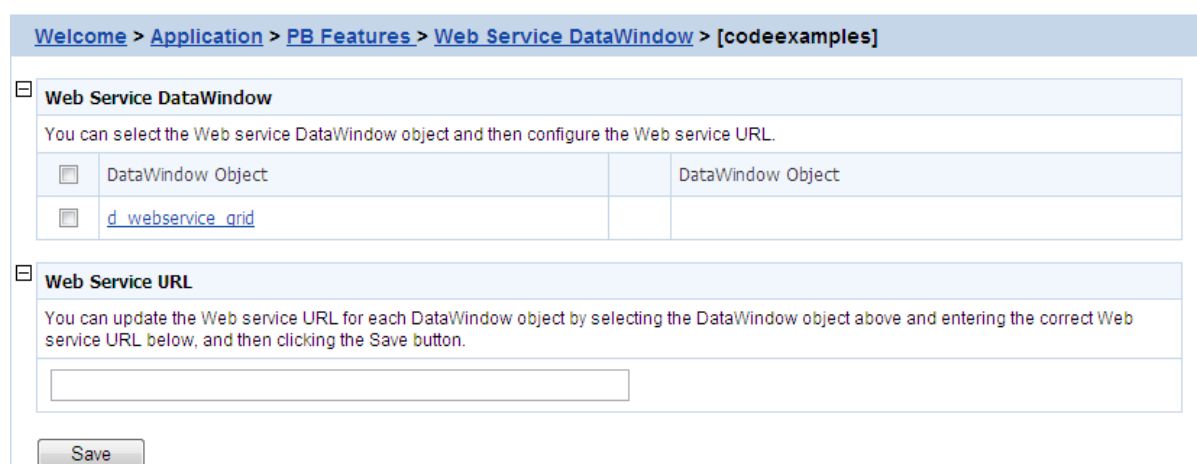 Welcome > Application > PB Features > Web Service DataWindow > [codeexamples]
Web Service DataWindow
You can select the Web service DataWindow object and then configure the Web service URL.
DataWindow Object DataWindow Object
d_webservice_grid
Web Service URL
You can update the Web service URL for each DataWindow object by selecting the DataWindow object above and entering the correct Web
service URL below, and then clicking the Save button.
Save